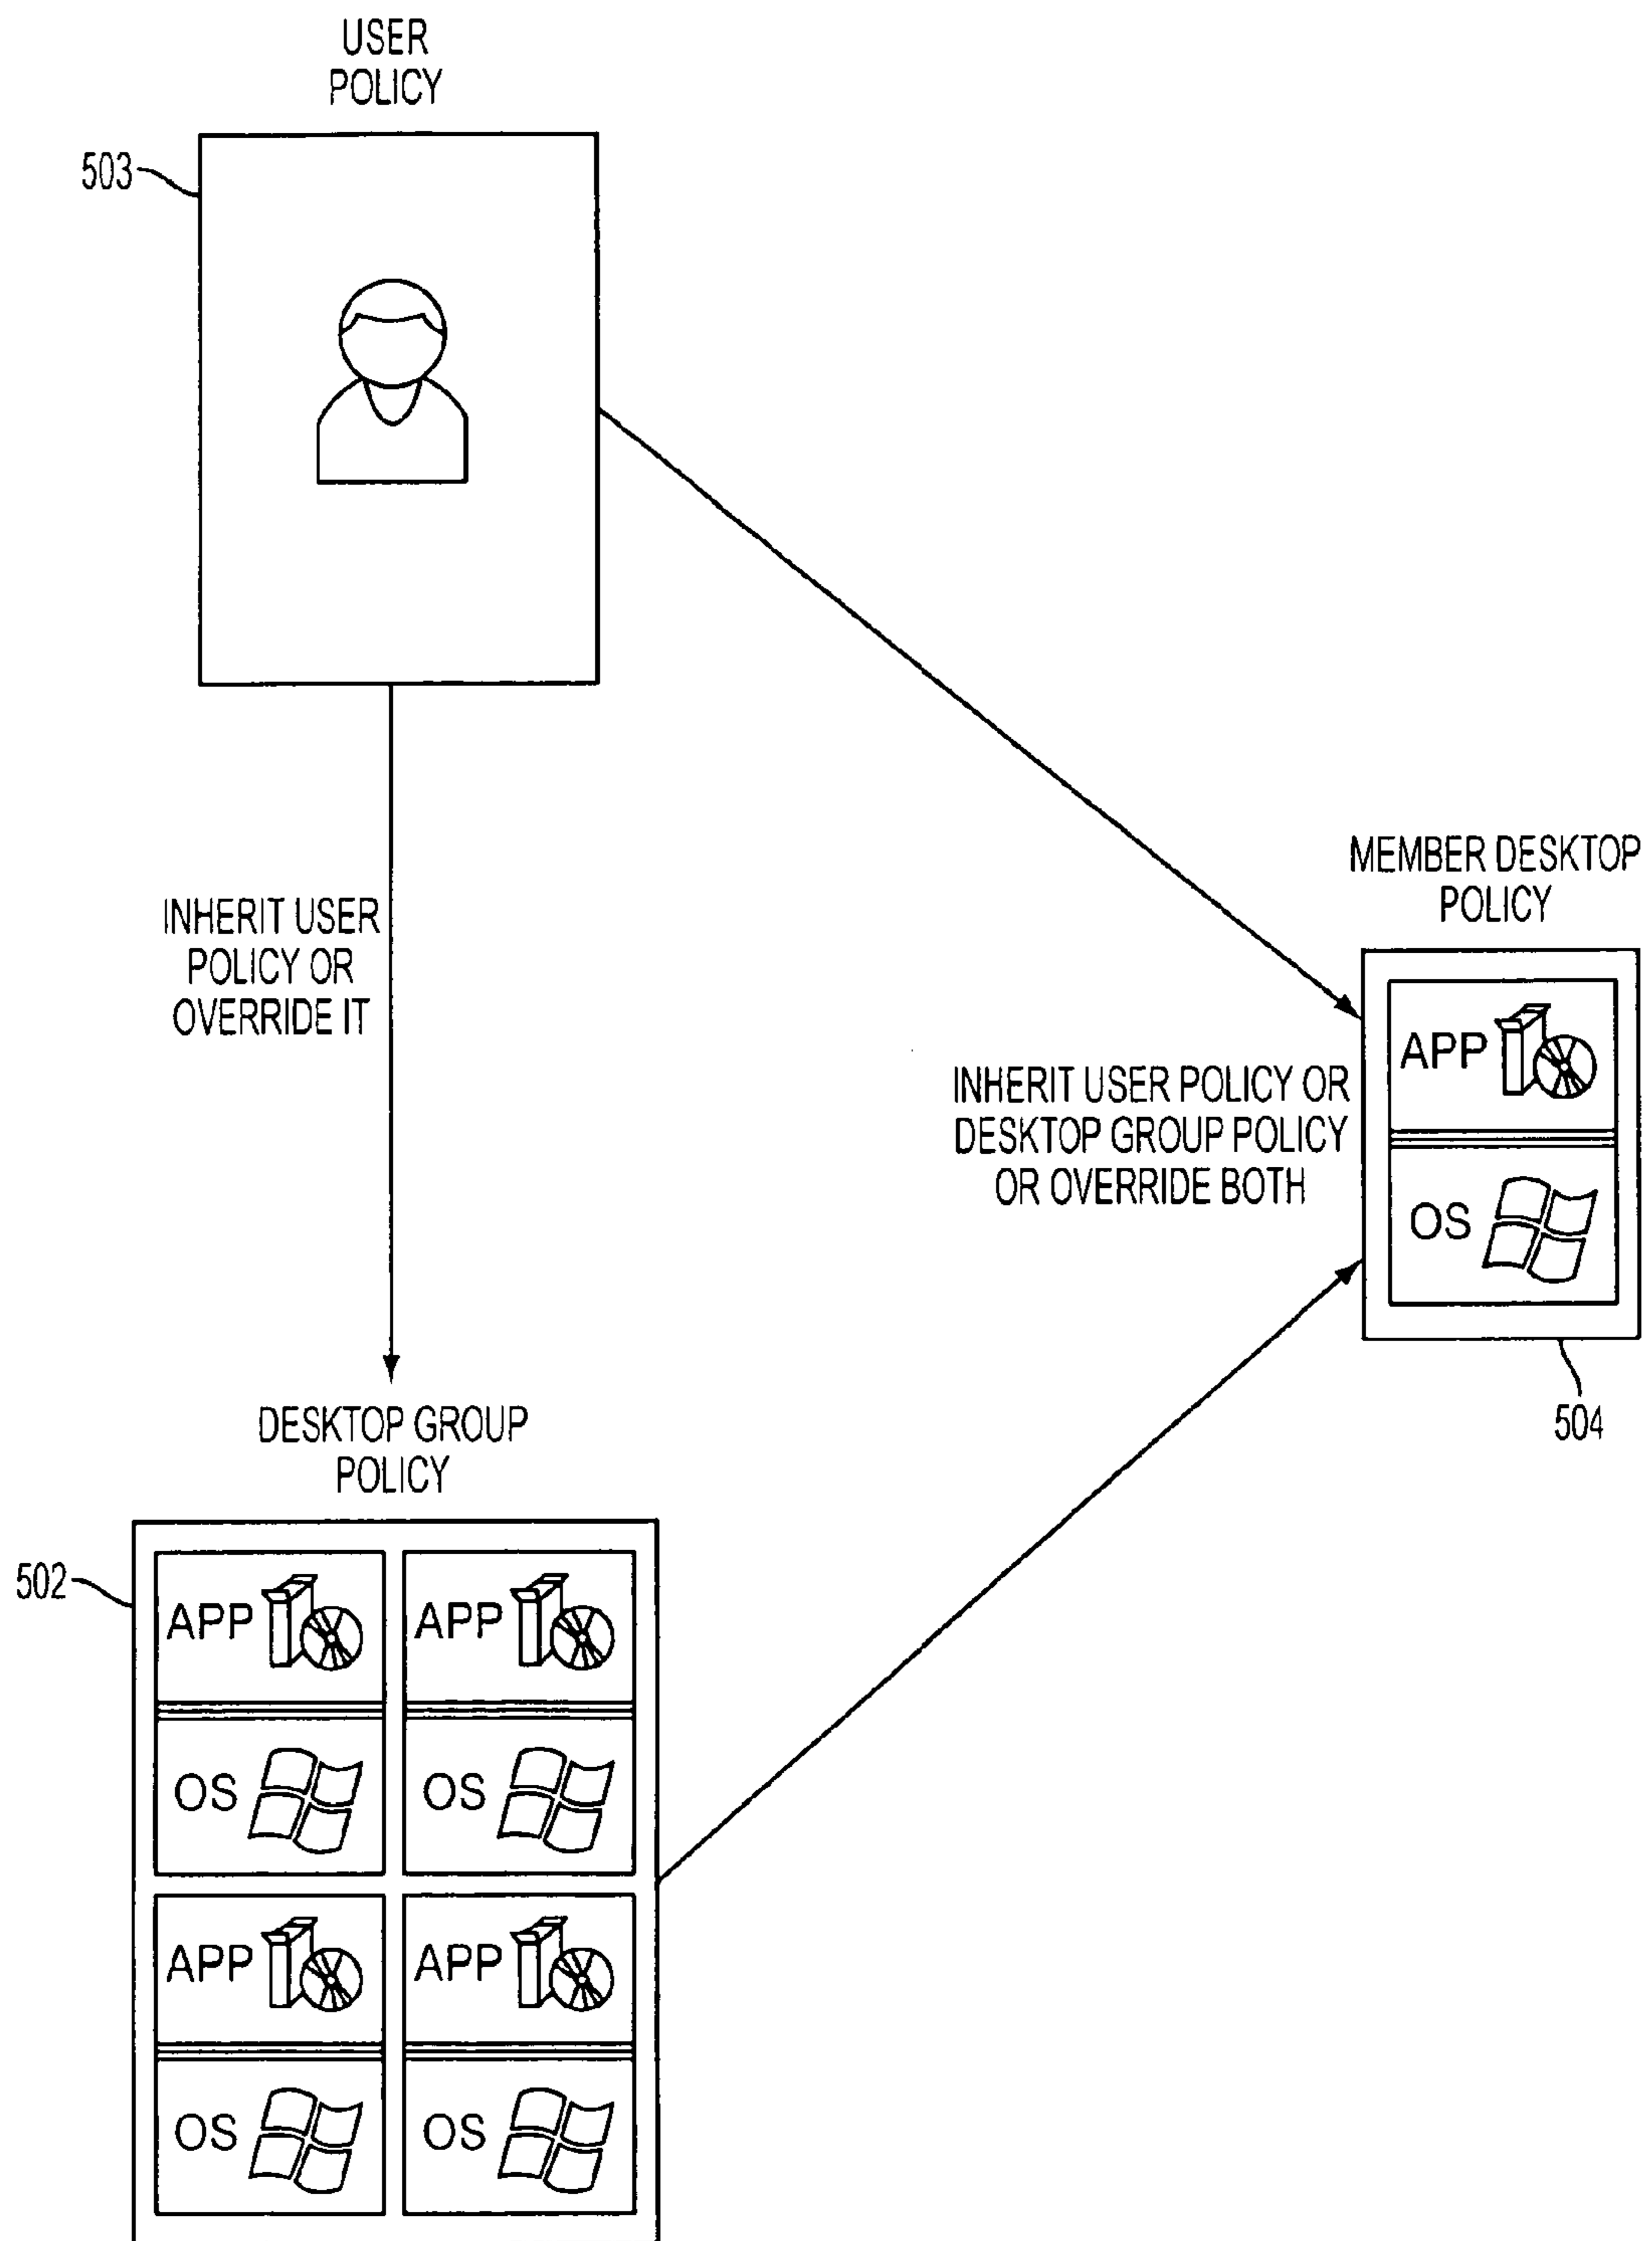 USER
POLICY
503
INHERIT USER
POLICY OR
OVERRIDE IT
MEMBER DESKTOP
POLICY
INHERIT USER POLICY OR
DESKTOP GROUP POLICY
OR OVERRIDE BOTH
APP
OS
504
DESKTOP GROUP
POLICY
502
APP
APP
OS
OS
APP
APP
OS
OS